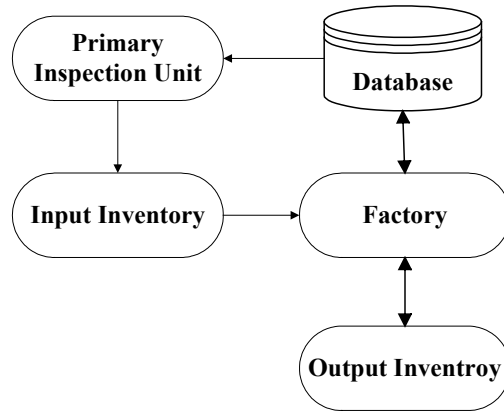 Primary
Inspection Unit
Database
Input Inventory
Factory
Output Inventroy